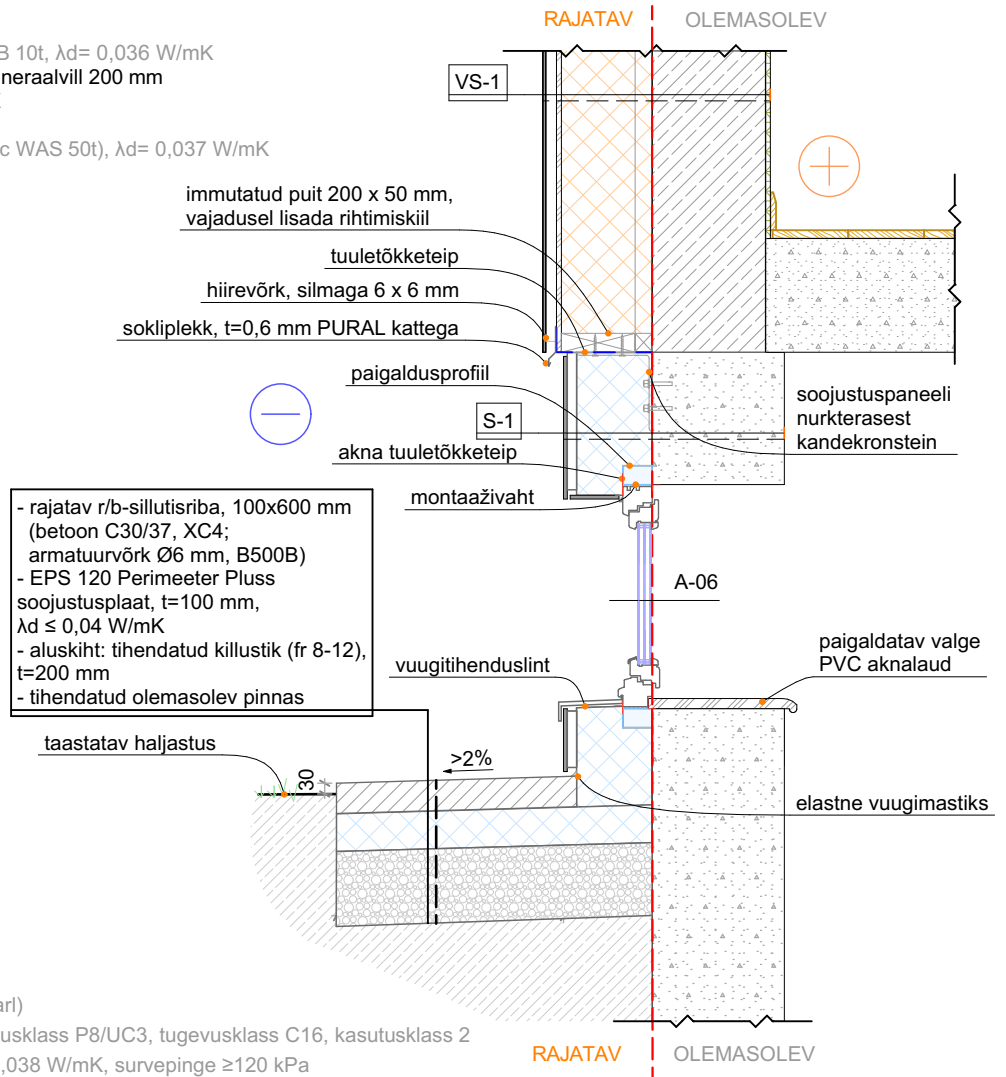 RAJATAV
OLEMASOLEV
10t, λd= 0,036 W/mK
200 mm
WAS 50t), λd= 0,037 W/mK
VS-1
immutatud puit 200 x 50 mm,
vajadusel lisada rihtimiskiil
tuuletõkketeip
hiirevõrk, silmaga 6 x 6 mm
sokliplekk, t=0,6 mm PURAL kattega
paigaldusprofiil
S-1
akna tuuletõkketeip
montaaživaht
soojustuspaneeli
nurkterasest
kandekronstein
- rajatav r/b-sillutisriba, 100x600 mm
(betoon C30/37, XC4;
armatuurvõrk Ø6 mm, B500B)
- EPS 120 Perimeeter Pluss
soojustusplaat, t=100 mm,
λd ≤ 0,04 W/mK
- aluskiht: tihendatud killustik (fr 8-12),
t=200 mm
- tihendatud olemasolev pinnas
A-06
vuugitihenduslint
paigaldatav valge
PVC aknalaud
taastatav haljastus
30
>2%
elastne vuugimastiks
P8/UC3, tugevusklass C16, kasutusklass 2
W/mK, survepinge ≥120 kPa
RAJATAV
OLEMASOLEV